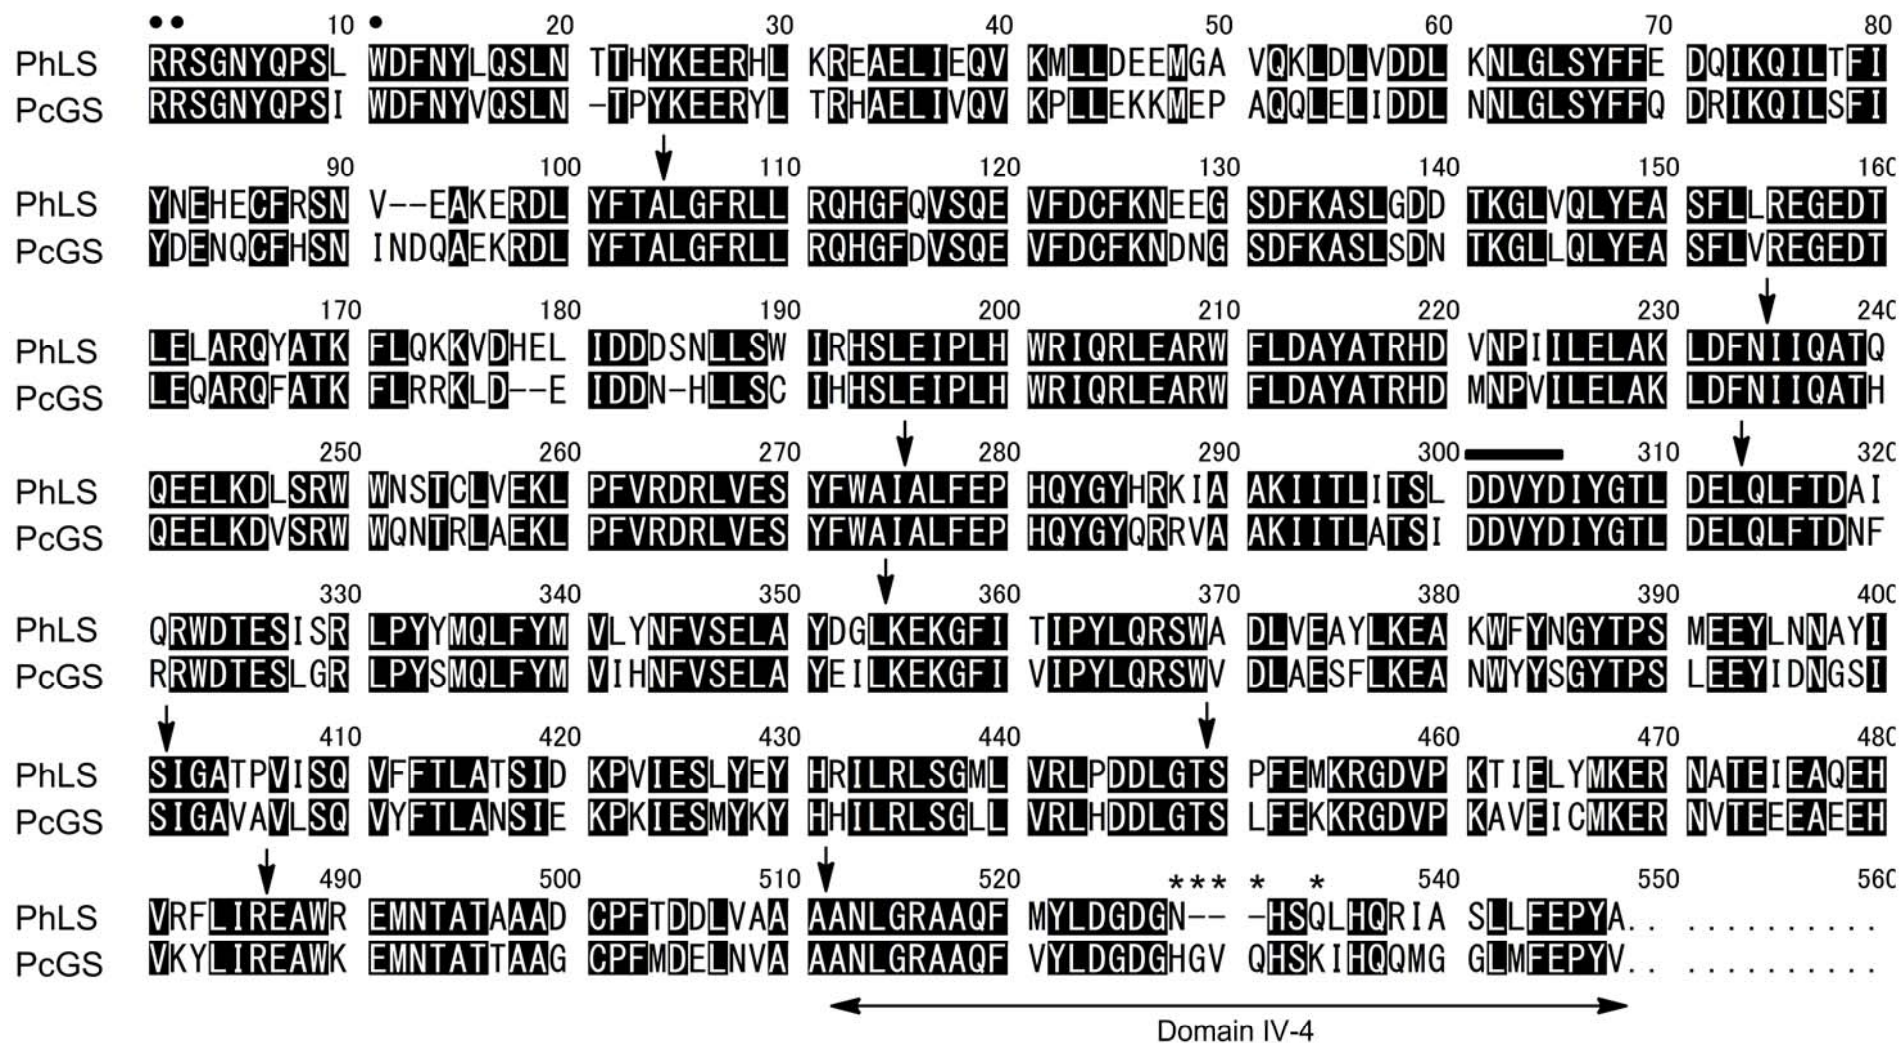 ●● 10 ● 20 30 40 50 60 70 80
PhLS RRSGNYQPSL WDFNYLQSLN TTHYKEERHL KREAELIEQV KMLLDEEMGA VQKLDLVDDL KNLGLSYFFE DQIKQILTFI
PcGS RRSGNYQPSI WDFNYVQSLN -TPYKEERYL TRHAELIVQV KPLLEKKMEP AQQLELIDDL NNLGLSYFFQ DRIKQILSFI
90 100 110 120 130 140 150 160
PhLS YNEHECFRSN V--EAKERDL YFTALGFRLL RQHGFQVSQE VFDCFKNEEG SDFKASLGDD TKGLVQLYEA SFLLREGEDT
PcGS YDENQCFHSN INDQAEKRDL YFTALGFRLL RQHGFDVSQE VFDCFKNDNG SDFKASLSDN TKGLLQLYEA SFLVREGEDT
170 180 190 200 210 220 230 240
PhLS LELARQYATK FLQKKVDHEL IDDDSNLLSW IRHSLEIPLH WRIQRLEARW FLDAYATRHD VNPIILELAK LDFNIIQATQ
PcGS LEQARQFATK FLRRKLD--E IDDN-HLLSC IHHSLEIPLH WRIQRLEARW FLDAYATRHD MNPVILELAK LDFNIIQATH
250 260 270 280 290 300 310 320
PhLS QEELKDLSRW WNSTCLVEKL PFVRDRLVES YFWAIALFEP HQYGYHRKIA AKIITLITSL DDVYDIYGTL DELQLFTDAI
PcGS QEELKDVSRW WQNTRLAEKL PFVRDRLVES YFWAIALFEP HQYGYQRRVA AKIITLATSI DDVYDIYGTL DELQLFTDNF
330 340 350 360 370 380 390 400
PhLS QRWDTESISR LPYYMQLFYM VLYNFVSELA YDGLKEKGFI TIPYLQRSWA DLVEAYLKEA KWFYNGYTPS MEEYLNNAYI
PcGS RRWDTESLGR LPYSMQLFYM VIHNFVSELA YEILKEKGFI VIPYLQRSWV DLAESFLKEA NWYYSGYTPS LEEYIDNGSI
410 420 430 440 460 470 480
PhLS SIGATPVISQ VFFTLATSID KPVIESLYEY HRILRLSGML VRLPDDLGTS PFEMKRGDVP KTIELYMKER NATEIEAQEH
PcGS SIGAVAVLSQ VYFTLANSIE KPKIESMYKY HHILRLSGLL VRLHDDLGTS LFEKKRGDVP KAVEICMKER NVTEEEAEEH
490 500 510 520 *** * * 540 550 560
PhLS VRFLIREAWR EMNTATAAAD CPFTDDLVAA AANLGRAAQF MYLDGDGN-- -HSQLHQRIA SLLFEPYA.. ..........
PcGS VKYLIREAWK EMNTATTAAG CPFMDELNVA AANLGRAAQF VYLDGDGHGV QHSKIHQQMG GLMFEPYV.. ..........
Domain IV-4